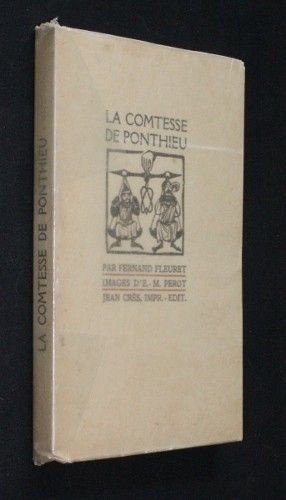 LA COMTESSE
DE PONTHIEU
PAR FERNAND FLEURET
IMAGES D'E.-M. PEROT
JEAN CRÈS, IMPR.-EDIT.
LA COMTESSE DE PONTHIEU